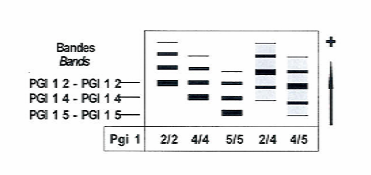 Bandes
Bands
+
PGI 1 2 - PGI 1 2
PGI 1 4 - PGI 1 4
PGI 1 5 - PGI 1 5
Pgi 1 2/2 4/4 5/5 2/4 4/5